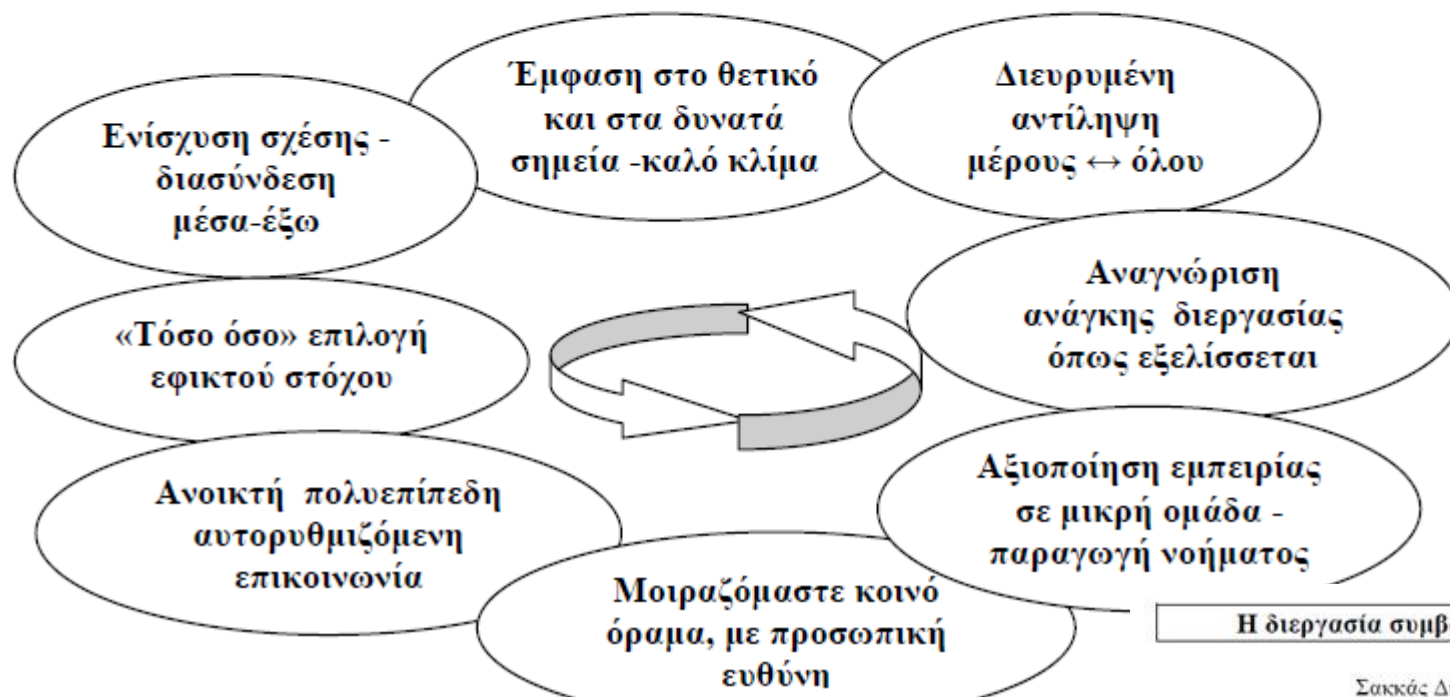 Έμφαση στο θετικό
και στα δυνατά
σημεία -καλό κλίμα
Διευρυμένη
αντίληψη
μέρους ↔ όλου
Αναγνώριση
ανάγκης διεργασίας
όπως εξελίσσεται
Αξιοποίηση εμπειρίας
σε μικρή ομάδα -
παραγωγή νοήματος
Μοιραζόμαστε κοινό
όραμα, με προσωπική
ευθύνη
Ανοικτή πολυεπίπεδη
αυτορυθμιζόμενη
επικοινωνία
«Τόσο όσο» επιλογή
εφικτού στόχου
Ενίσχυση σχέσης -
διασύνδεση
μέσα-έξω
Η διεργασία
Σακκάς